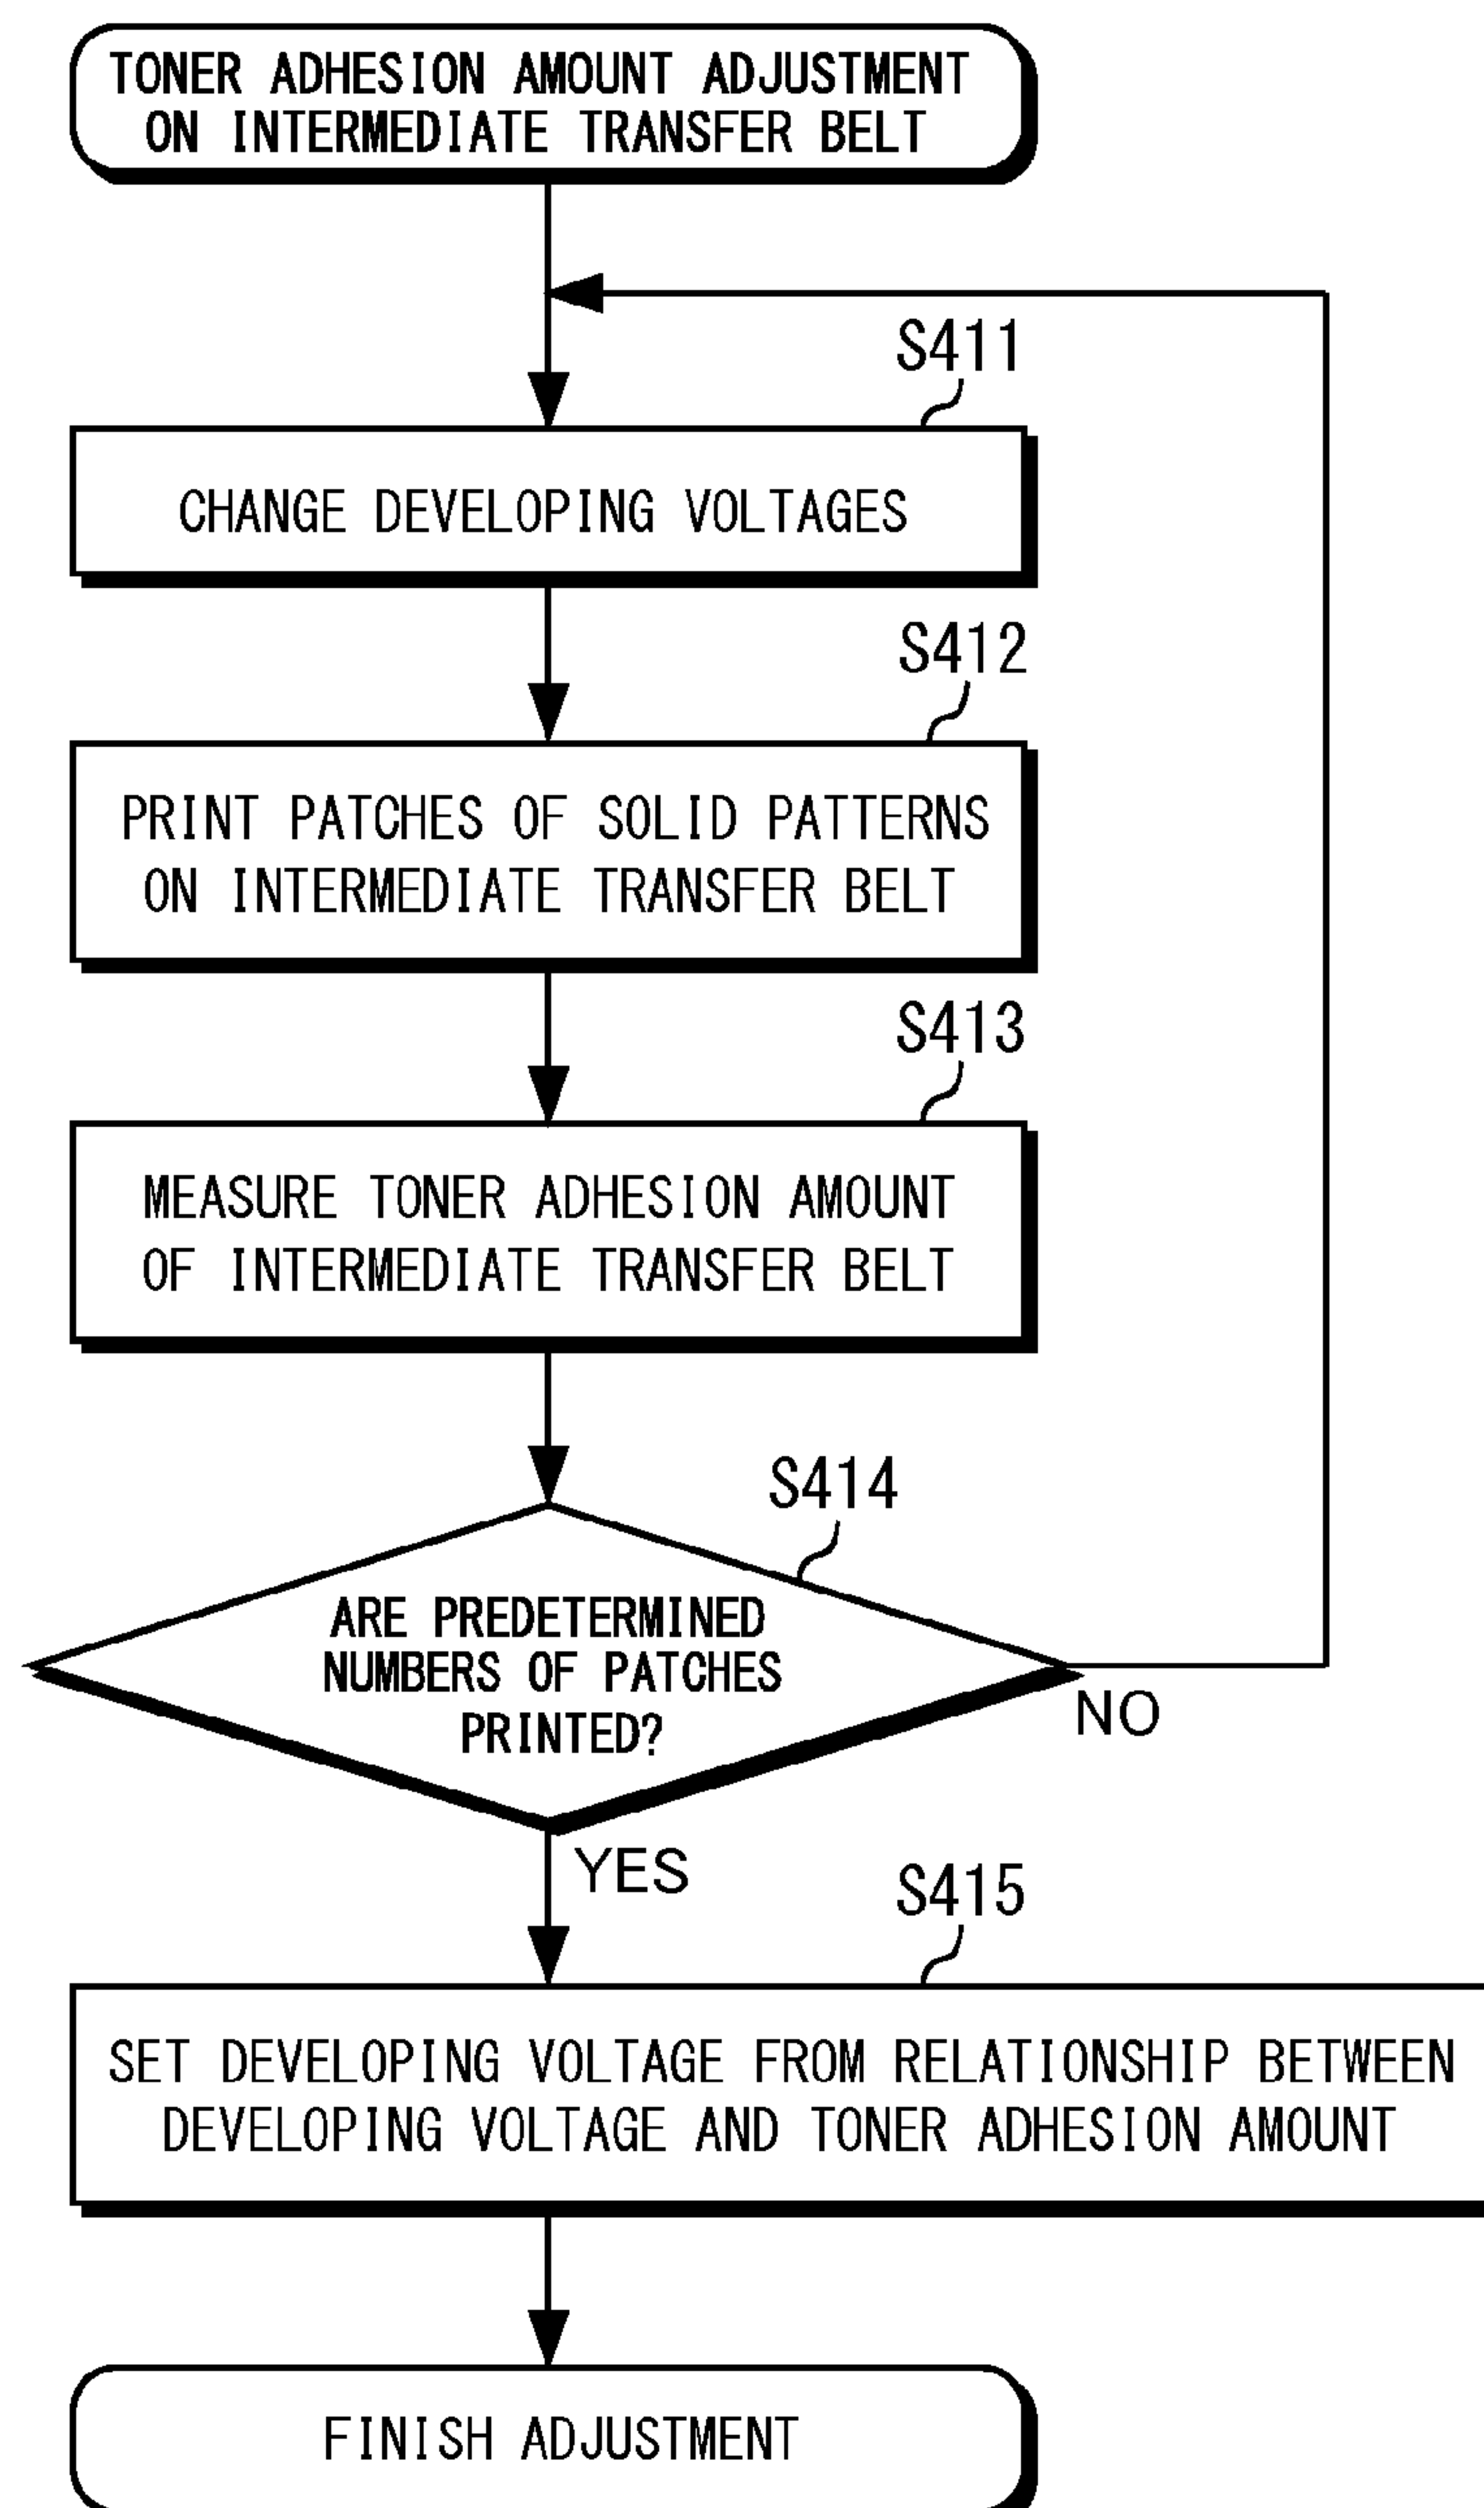 TONER ADHESION AMOUNT ADJUSTMENT
ON INTERMEDIATE TRANSFER BELT
S411
CHANGE DEVELOPING VOLTAGES
S412
PRINT PATCHES OF SOLID PATTERNS
ON INTERMEDIATE TRANSFER BELT
S413
MEASURE TONER ADHESION AMOUNT
OF INTERMEDIATE TRANSFER BELT
S414
ARE PREDETERMINED
NUMBERS OF PATCHES
PRINTED?
NO
YES
S415
SET DEVELOPING VOLTAGE FROM RELATIONSHIP BETWEEN
DEVELOPING VOLTAGE AND TONER ADHESION AMOUNT
FINISH ADJUSTMENT